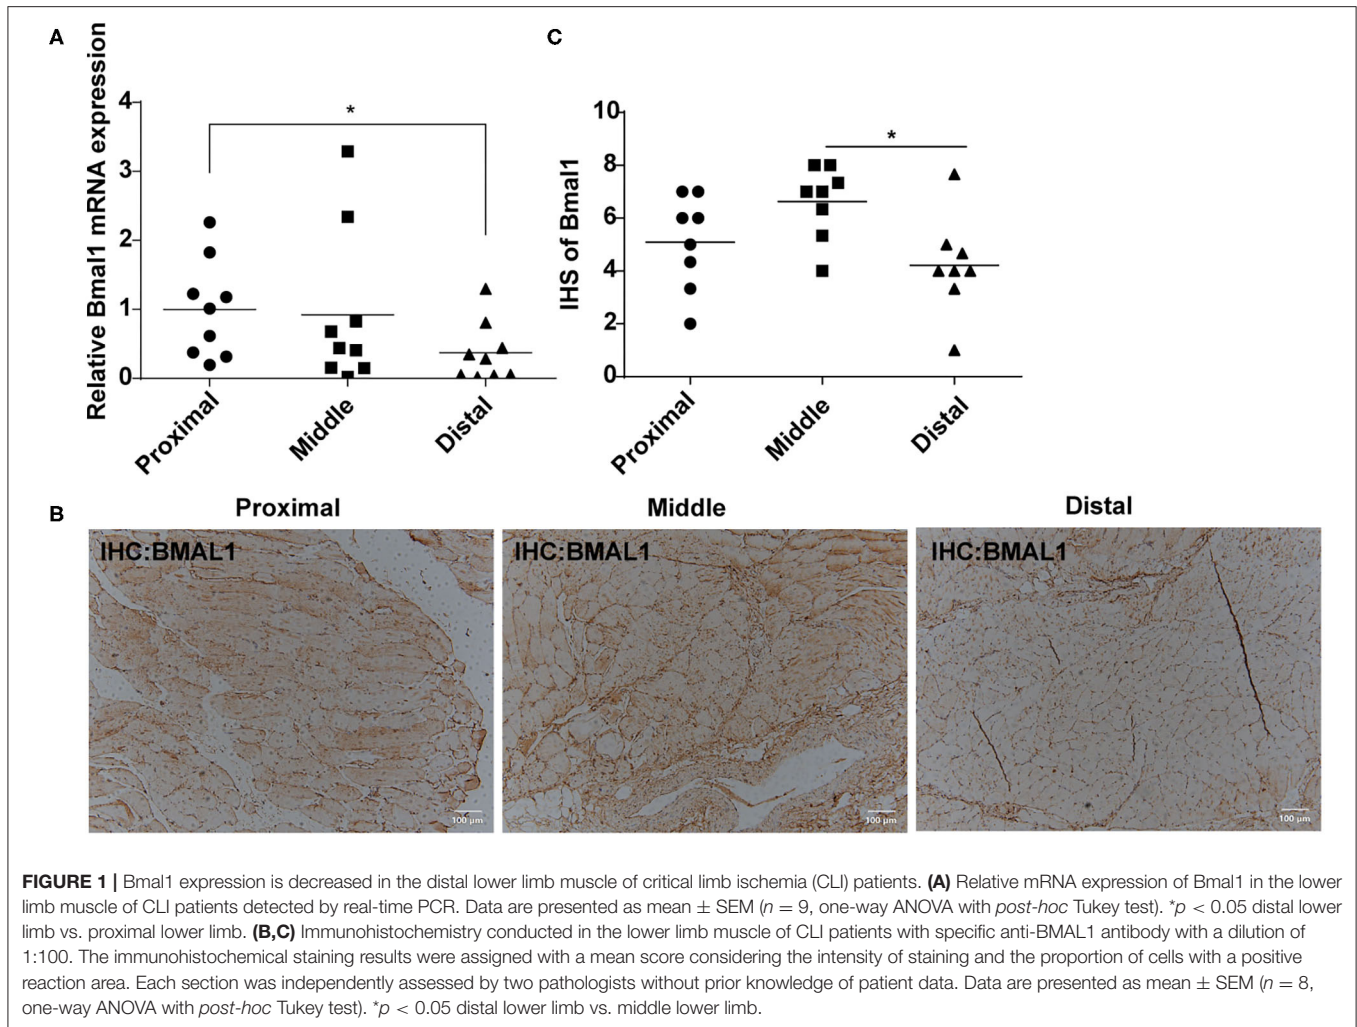 A
Relative Bmal1 mRNA expression
4
3
2
1
0
*
Proximal
Middle
Distal
C
IHS of Bmal1
10
8
6
4
2
0
*
Proximal
Middle
Distal
B
Proximal
Middle
Distal
IHC:BMAL1
IHC:BMAL1
IHC:BMAL1
100 µm
100 µm
100 µm
FIGURE 1 | Bmal1 expression is decreased in the distal lower limb muscle of critical limb ischemia (CLI) patients. (A) Relative mRNA expression of Bmal1 in the lower
limb muscle of CLI patients detected by real-time PCR. Data are presented as mean ± SEM (n = 9, one-way ANOVA with post-hoc Tukey test). *p < 0.05 distal lower
limb vs. proximal lower limb. (B,C) Immunohistochemistry conducted in the lower limb muscle of CLI patients with specific anti-BMAL1 antibody with a dilution of
1:100. The immunohistochemical staining results were assigned with a mean score considering the intensity of staining and the proportion of cells with a positive
reaction area. Each section was independently assessed by two pathologists without prior knowledge of patient data. Data are presented as mean ± SEM (n = 8,
one-way ANOVA with post-hoc Tukey test). *p < 0.05 distal lower limb vs. middle lower limb.